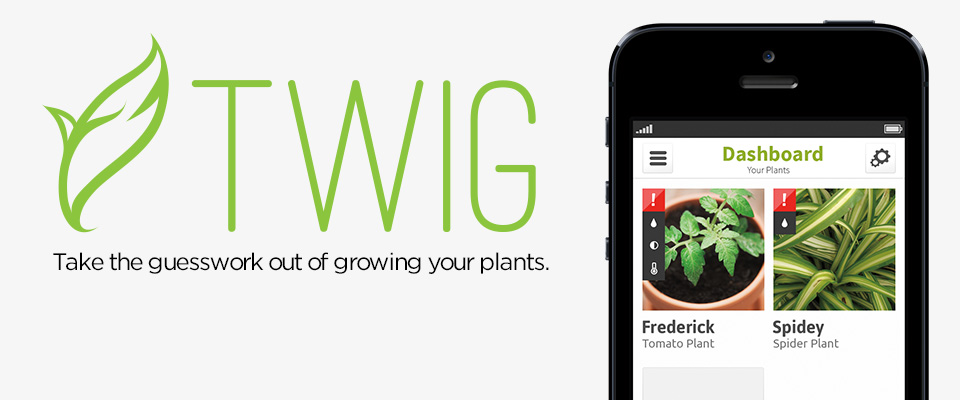 TWIG
Take the guesswork out of growing your plants.
Dashboard
Your Plants
!
!
Frederick
Tomato Plant
Spidey
Spider Plant